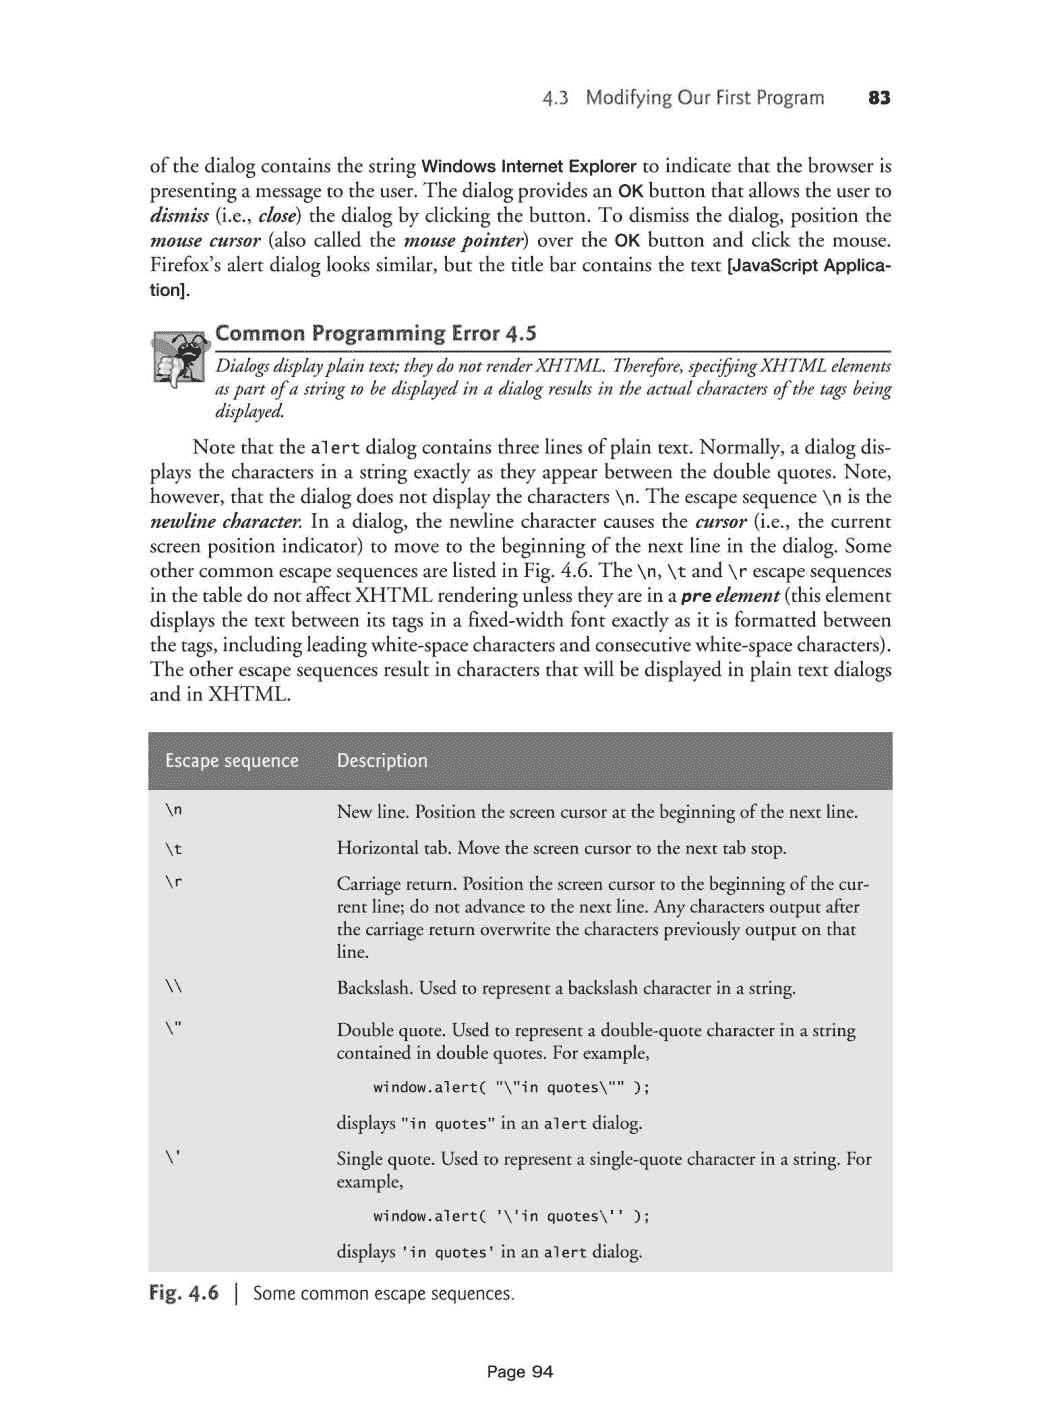 4.3 Modifying Our First Program 83
of the dialog contains the string Windows Internet Explorer to indicate that the browser is
presenting a message to the user. The dialog provides an OK button that allows the user to
dismiss (i.e., close) the dialog by clicking the button. To dismiss the dialog, position the
mouse cursor (also called the mouse pointer) over the OK button and click the mouse.
Firefox's alert dialog looks similar, but the title bar contains the text [JavaScript Applica-
tion].
Common Programming Error 4.5
Dialogs display plain text; they do not render XHTML. Therefore, specifying XHTML elements
as part of a string to be displayed in a dialog results in the actual characters of the tags being
displayed.
Note that the alert dialog contains three lines of plain text. Normally, a dialog dis-
plays the characters in a string exactly as they appear between the double quotes. Note,
however, that the dialog does not display the characters \n. The escape sequence \n is the
newline character. In a dialog, the newline character causes the cursor (i.e., the current
screen position indicator) to move to the beginning of the next line in the dialog. Some
other common escape sequences are listed in Fig. 4.6. The \n, \t and \r escape sequences
in the table do not affect XHTML rendering unless they are in a pre element (this element
displays the text between its tags in a fixed-width font exactly as it is formatted between
the tags, including leading white-space characters and consecutive white-space characters).
The other escape sequences result in characters that will be displayed in plain text dialogs
and in XHTML.
Escape sequence Description
\n New line. Position the screen cursor at the beginning of the next line.
\t Horizontal tab. Move the screen cursor to the next tab stop.
\r Carriage return. Position the screen cursor to the beginning of the cur-
rent line; do not advance to the next line. Any characters output after
the carriage return overwrite the characters previously output on that
line.
\\ Backslash. Used to represent a backslash character in a string.
\" Double quote. Used to represent a double-quote character in a string
contained in double quotes. For example,
window.alert( "\"in quotes\"" );
displays "in quotes" in an alert dialog.
\' Single quote. Used to represent a single-quote character in a string. For
example,
window.alert( '\'in quotes\'' );
displays 'in quotes' in an alert dialog.
Fig. 4.6 | Some common escape sequences.
Page 94